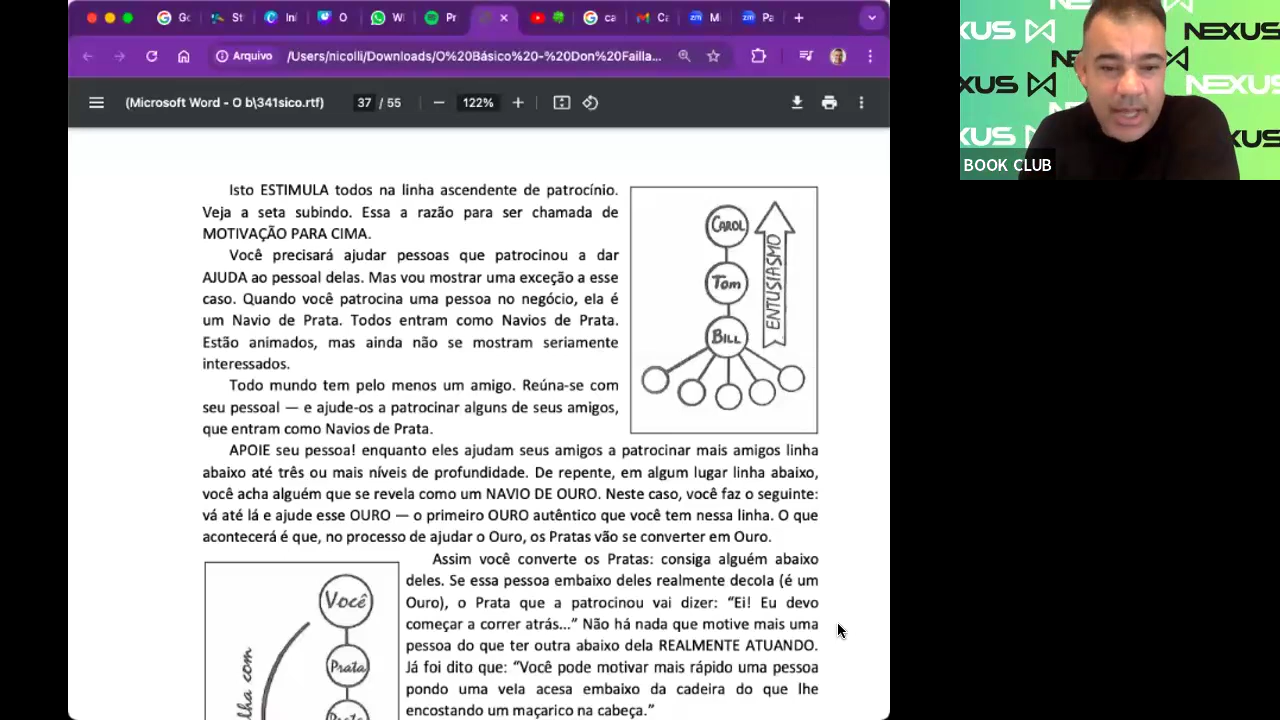 Gc
St
Ini
O
W
Pr
ca
Ca
M
Pa
Arquivo
/Users/nicolli/Downloads/O%20Básico%20-%20Don%20Failla...
(Microsoft Word - O b\341sico.rtf)
37 / 55
122%
Isto ESTIMULA todos na linha ascendente de patrocínio.
Veja a seta subindo. Essa a razão para ser chamada de
MOTIVAÇÃO PARA CIMA.
Você precisará ajudar pessoas que patrocinou a dar
AJUDA ao pessoal delas. Mas vou mostrar uma exceção a esse
caso. Quando você patrocina uma pessoa no negócio, ela é
um Navio de Prata. Todos entram como Navios de Prata.
Estão animados, mas ainda não se mostram seriamente
interessados.
Todo mundo tem pelo menos um amigo. Reúna-se com
seu pessoal — e ajude-os a patrocinar alguns de seus amigos,
que entram como Navios de Prata.
CAROL
TOM
BILL
ENTUSIASMO
APOIE seu pessoa! enquanto eles ajudam seus amigos a patrocinar mais amigos linha
abaixo até três ou mais níveis de profundidade. De repente, em algum lugar linha abaixo,
você acha alguém que se revela como um NAVIO DE OURO. Neste caso, você faz o seguinte:
vá até lá e ajude esse OURO — o primeiro OURO autêntico que você tem nessa linha. O que
acontecerá é que, no processo de ajudar o Ouro, os Pratas vão se converter em Ouro.
Assim você converte os Pratas: consiga alguém abaixo
deles. Se essa pessoa embaixo deles realmente decola (é um
Ouro), o Prata que a patrocinou vai dizer: “Ei! Eu devo
começar a correr atrás...” Não há nada que motive mais uma
pessoa do que ter outra abaixo dela REALMENTE ATUANDO.
Já foi dito que: “Você pode motivar mais rápido uma pessoa
pondo uma vela acesa embaixo da cadeira do que lhe
encostando um maçarico na cabeça.”
Você
Prata
com
NEXUS
BOOK CLUB